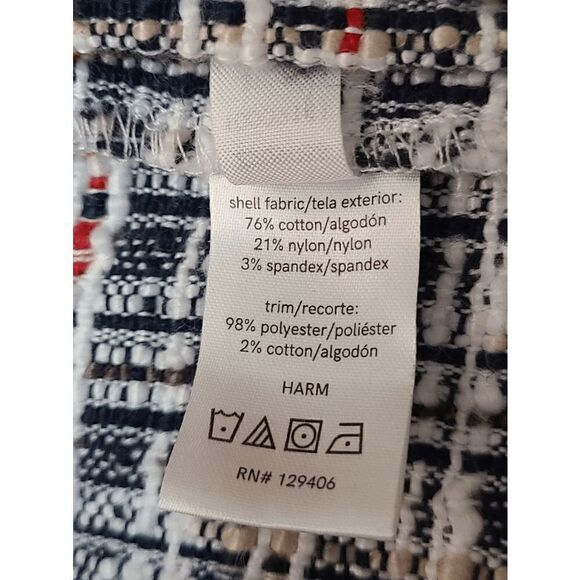 shell fabric/tela exterior:
76% cotton/algodón
21% nylon/nylon
3% spandex/spandex
trim/recorte:
98% polyester/poliéster
2% cotton/algodón
HARM
RN# 129406